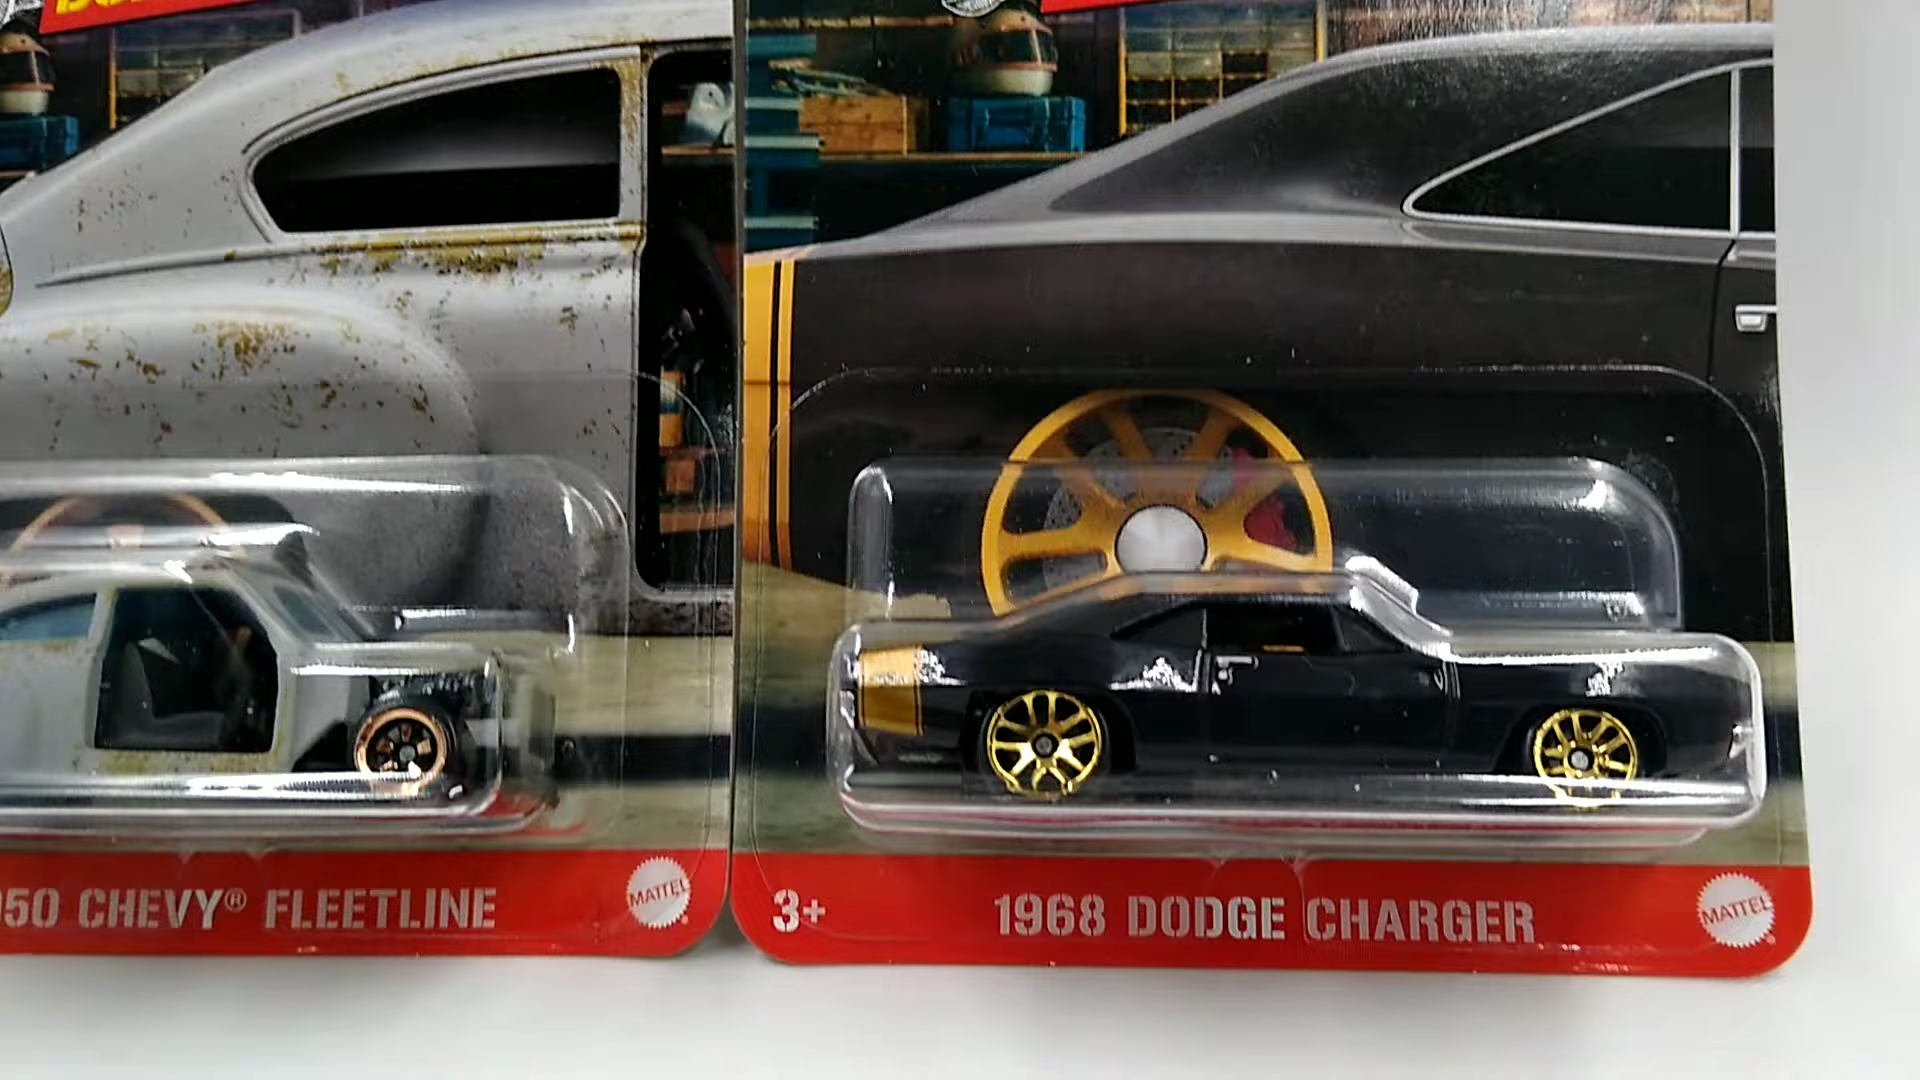 950 CHEVY® FLEETLINE
MATTEL
3+
1968 DODGE CHARGER
MATTEL